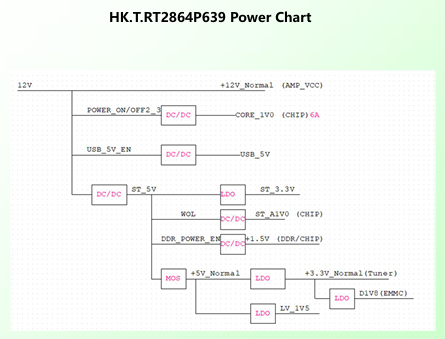 HK.T.RT2864P639 Power Chart
12V +12V_Normal (AMP_VCC)
POWER_ON/OFF2_3 DC/DC CORE_1V0 (CHIP) 6A
USB_5V_EN DC/DC USB_5V
DC/DC ST_5V LDO ST_3.3V
WOL DC/DC ST_A1V0 (CHIP)
DDR_POWER_EN DC/DC +1.5V (DDR/CHIP)
MOS +5V_Normal LDO +3.3V_Normal(Tuner)
LDO D1V8(EMMC)
LDO LV_1V5